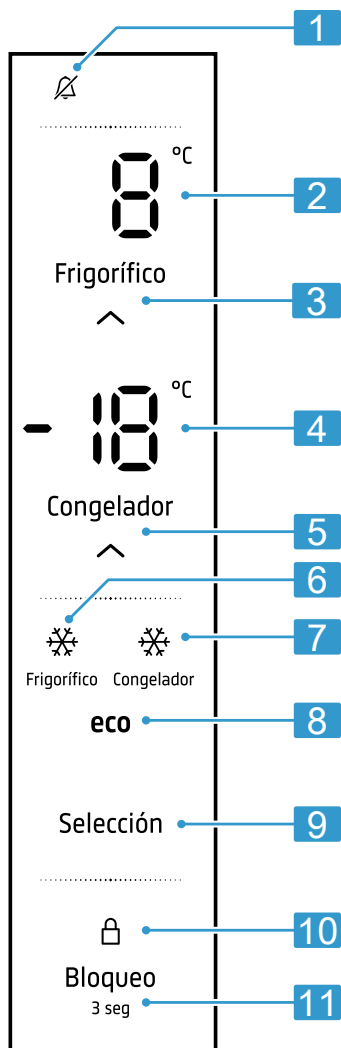 1
8 °C
2
Frigorífico
3
-18 °C
4
Congelador
5
6
7
Frigorífico Congelador
eco
8
Selección
9
10
Bloqueo
3 seg
11